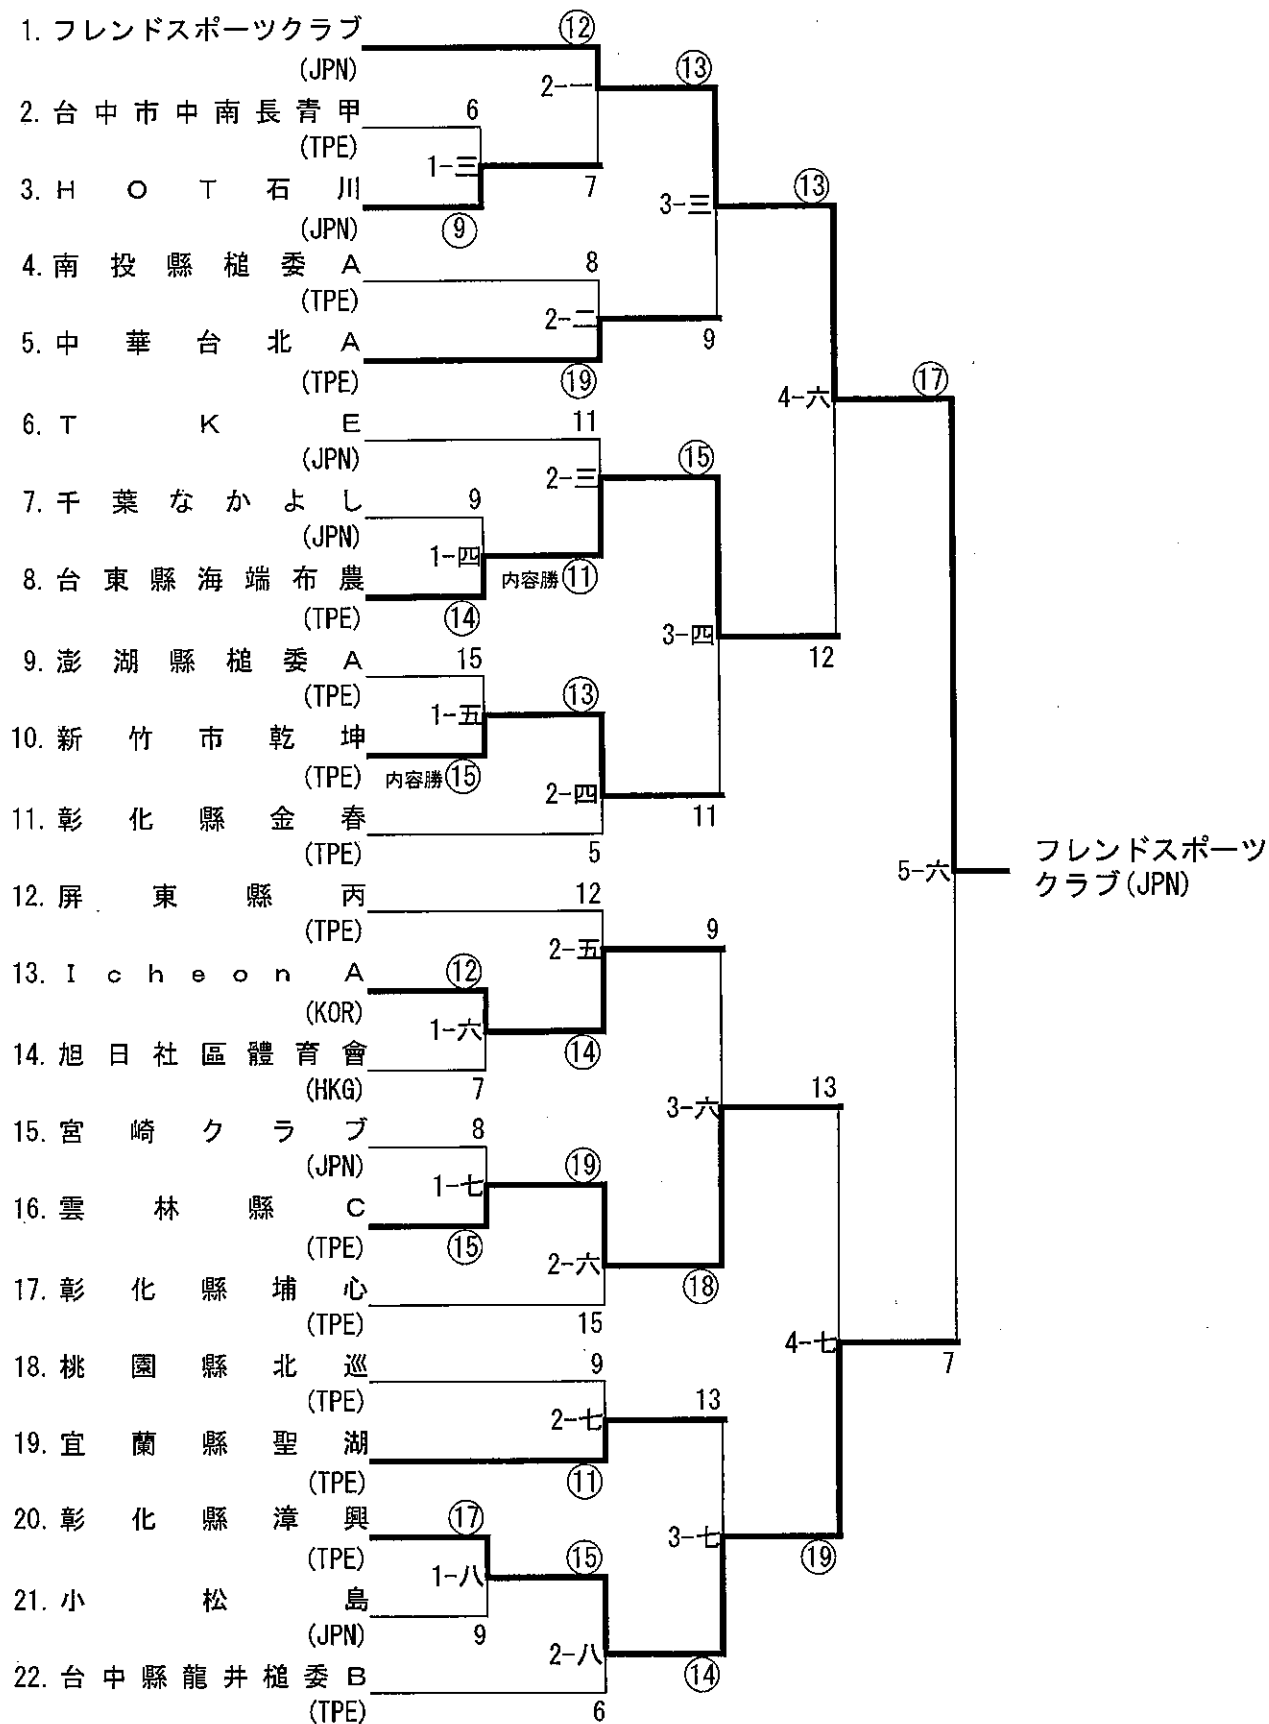 1. フレンドスポーツクラブ ⑫
(JPN) ⑬
2-一
2. 台中市中南長青甲 6
(TPE)
1-三
3. HOT石川 7 ⑬
3-三
(JPN) ⑨
4. 南投縣槌委A 8
(TPE)
2-二
5. 中華台北A 9
(TPE) ⑲ ⑰
4-六
6. TKE 11
(JPN) ⑮
2-三
7. 千葉なかよし 9
(JPN)
1-四
8. 台東縣海端布農 内容勝 ⑪
(TPE) ⑭
3-四
9. 澎湖縣槌委A 15 12
(TPE) ⑬
1-五
10. 新竹市乾坤
(TPE) 内容勝 ⑮
2-四
11. 彰化縣金春 11
(TPE) 5
5-六
フレンドスポーツ
クラブ(JPN)
12. 屏東縣丙 12
(TPE) 9
2-五
13. Icheon A ⑫
(KOR)
1-六
14. 旭日社區體育會 ⑭
(HKG) 7 13
3-六
15. 宮崎クラブ 8
(JPN) ⑲
1-七
16. 雲林縣C
(TPE) ⑮
2-六
17. 彰化縣埔心 ⑱
(TPE) 15
4-七
18. 桃園縣北巡 9 7
(TPE) 13
2-七
19. 宜蘭縣聖湖
(TPE) ⑪
20. 彰化縣漳興 ⑰
3-七
(TPE) ⑮ ⑲
1-八
21. 小松島
(JPN) 9
2-八
22. 台中縣龍井槌委B ⑭
(TPE) 6